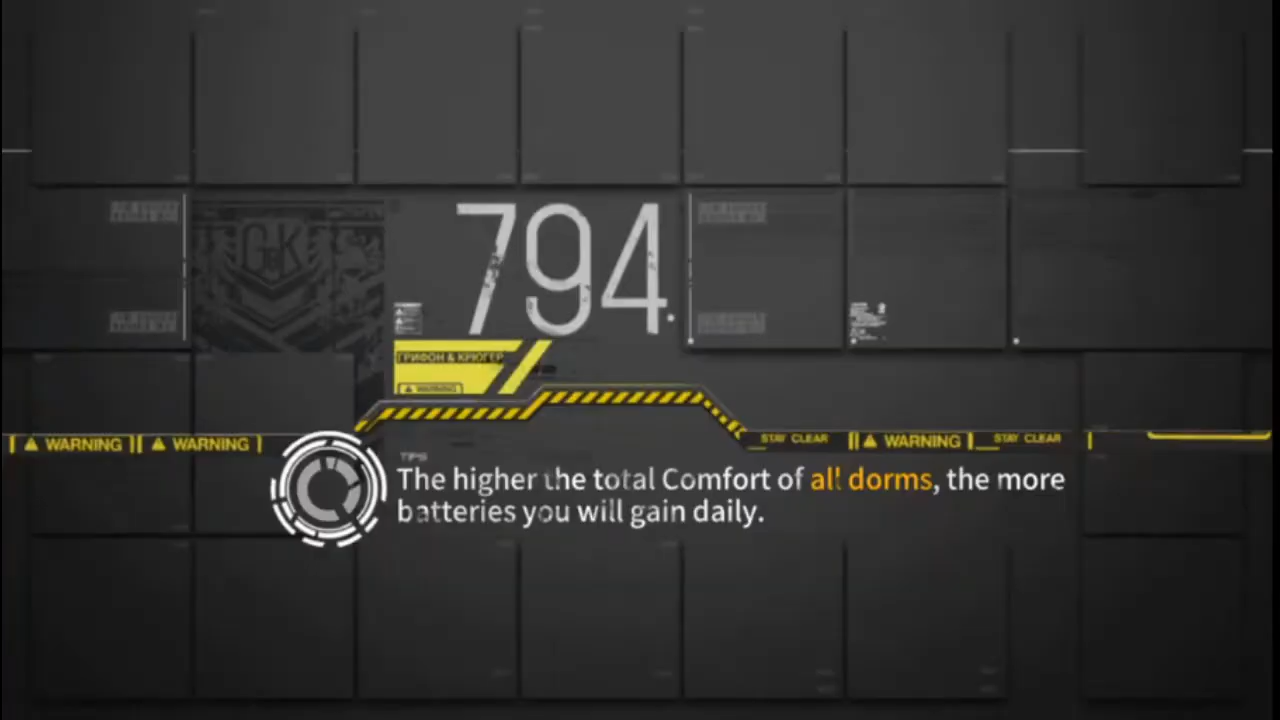 G&K
794.
ГРИФОН & КРЮГЕР
WARNING
WARNING WARNING STAY CLEAR WARNING STAY CLEAR
TIPS
The higher the total Comfort of all dorms, the more
batteries you will gain daily.